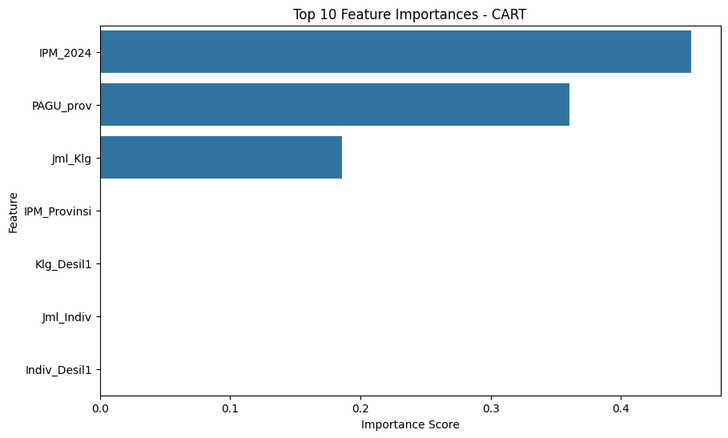 Top 10 Feature Importances - CART
Feature
IPM_2024
PAGU_prov
Jml_Klg
IPM_Provinsi
Klg_Desil1
Jml_Indiv
Indiv_Desil1
0.0 0.1 0.2 0.3 0.4
Importance Score